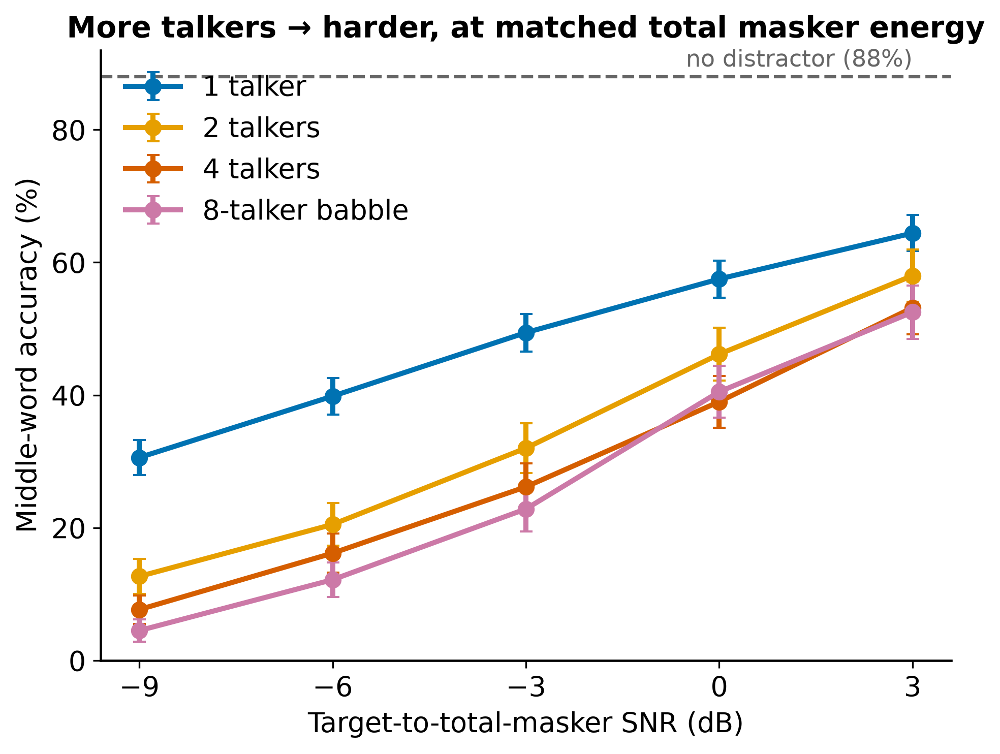 More talkers → harder, at matched total masker energy
no distractor (88%)
1 talker
2 talkers
4 talkers
8-talker babble
Middle-word accuracy (%)
80
60
40
20
0
−9
−6
−3
0
3
Target-to-total-masker SNR (dB)